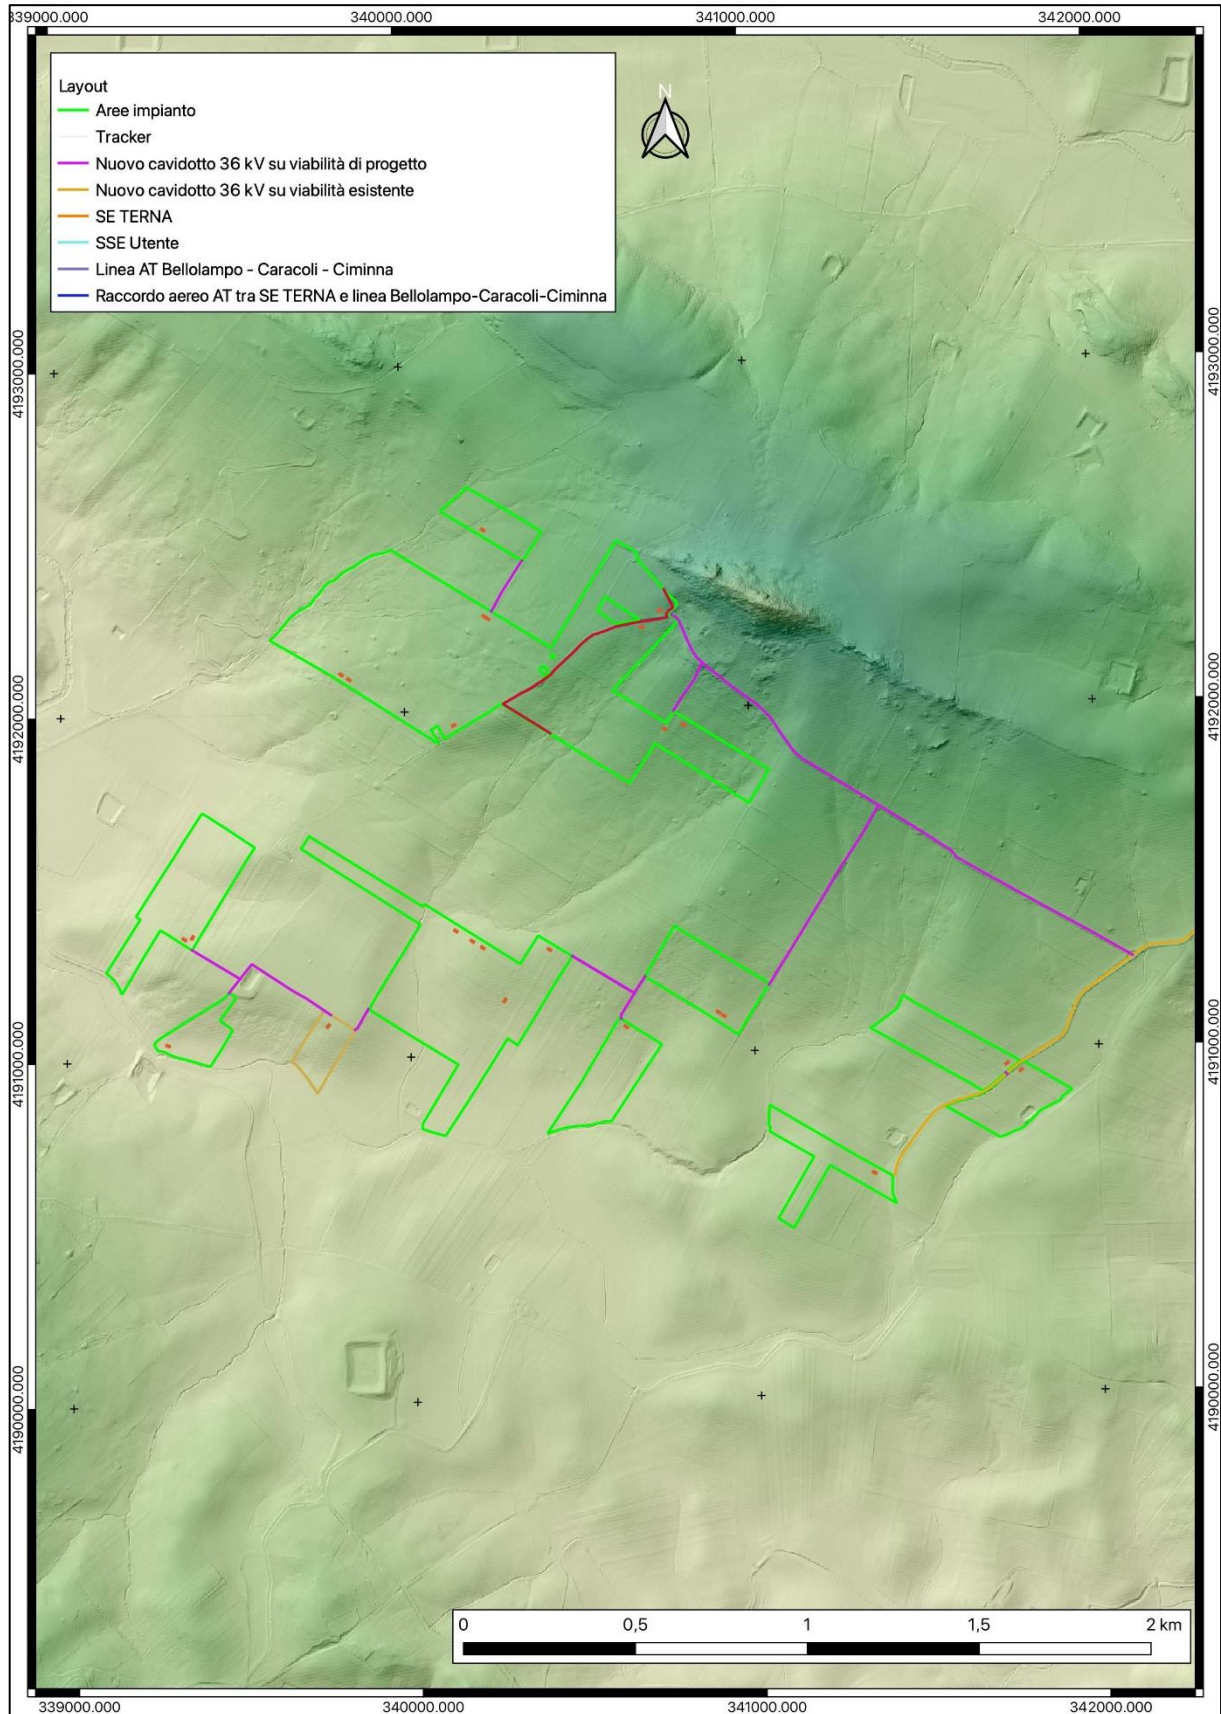 339000.000 340000.000 341000.000 342000.000
Layout
Aree impianto
Tracker
Nuovo cavidotto 36 kV su viabilità di progetto
Nuovo cavidotto 36 kV su viabilità esistente
SE TERNA
SSE Utente
Linea AT Bellolampo - Caracoli - Ciminna
Raccordo aereo AT tra SE TERNA e linea Bellolampo-Caracoli-Ciminna
N
4193000.000 4193000.000
4192000.000 4192000.000
4191000.000 4191000.000
4190000.000 4190000.000
0 0,5 1 1,5 2 km
339000.000 340000.000 341000.000 342000.000